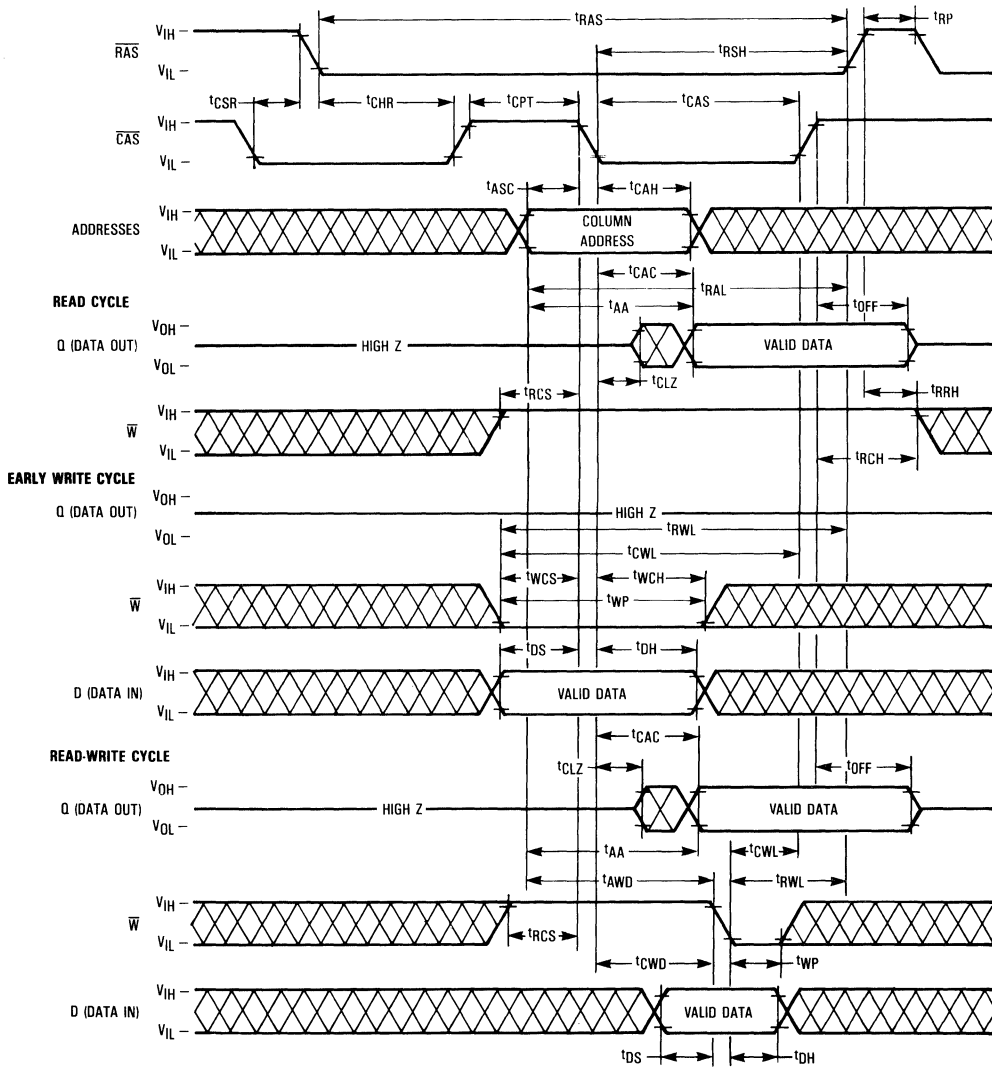 tRAS
tRP
VIH –
RAS
tRSH
VIL –
tCSR
tCHR
tCPT
tCAS
VIH –
CAS
VIL –
tASC
tCAH
VIH –
ADDRESSES
COLUMN
ADDRESS
VIL –
tCAC
tRAL
READ CYCLE
tAA
tOFF
VOH –
Q (DATA OUT)
HIGH Z
VALID DATA
VOL –
tCLZ
tRCS
tRRH
VIH –
W
VIL –
tRCH
EARLY WRITE CYCLE
VOH –
Q (DATA OUT)
HIGH Z
VOL –
tRWL
tCWL
tWCS
tWCH
VIH –
W
tWP
VIL –
tDS
tDH
VIH –
D (DATA IN)
VALID DATA
VIL –
tCAC
READ-WRITE CYCLE
tCLZ
tOFF
VOH –
Q (DATA OUT)
HIGH Z
VALID DATA
VOL –
tCWL
tAA
tAWD
tRWL
VIH –
W
VIL –
tRCS
tCWD
tWP
VIH –
D (DATA IN)
VALID DATA
VIL –
tDS
tDH